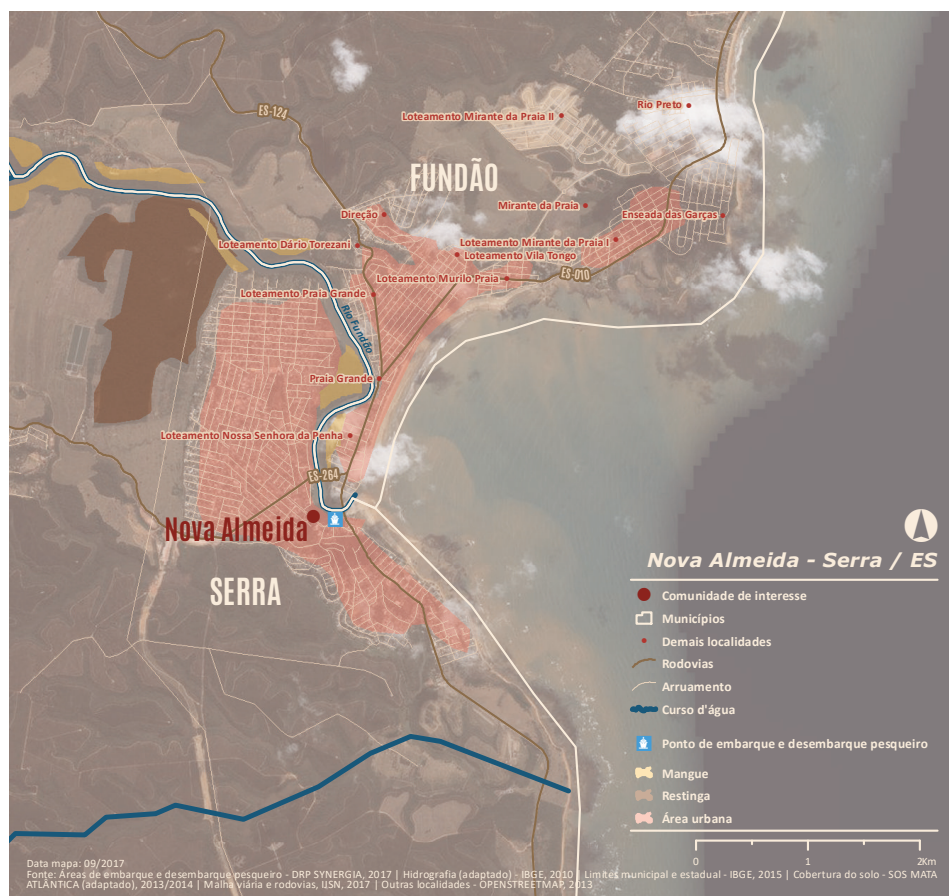 ES-124
Rio Preto
Loteamento Mirante da Praia II
FUNDÃO
Mirante da Praia
Direção
Enseada das Garças
Loteamento Dário Torezani
Loteamento Mirante da Praia I
Loteamento Vila Tongo
ES-010
Loteamento Murilo Praia
Loteamento Praia Grande
Rio Fundão
Praia Grande
Loteamento Nossa Senhora da Penha
ES-264
Nova Almeida
SERRA
Nova Almeida - Serra / ES
Comunidade de interesse
Municípios
Demais localidades
Rodovias
Arruamento
Curso d'água
Ponto de embarque e desembarque pesqueiro
Mangue
Restinga
Área urbana
0 1 2Km
Data mapa: 09/2017
Fonte: Áreas de embarque e desembarque pesqueiro - DRP SYNERGIA, 2017 | Hidrografia (adaptado) - IBGE, 2010 | Limites municipal e estadual - IBGE, 2015 | Cobertura do solo - SOS MATA
ATLÂNTICA (adaptado), 2013/2014 | Malha viária e rodovias, IJSN, 2017 | Outras localidades - OPENSTREETMAP, 2013